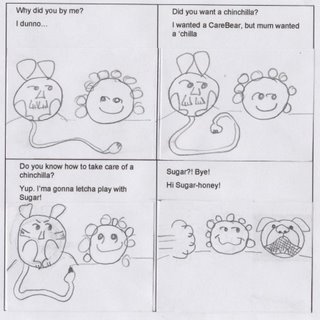 Why did you by me?
I dunno...
Did you want a chinchilla?
I wanted a CareBear, but mum wanted
a 'chilla
Do you know how to take care of a
chinchilla?
Yup. I'ma gonna letcha play with
Sugar!
Sugar?! Bye!
Hi Sugar-honey!